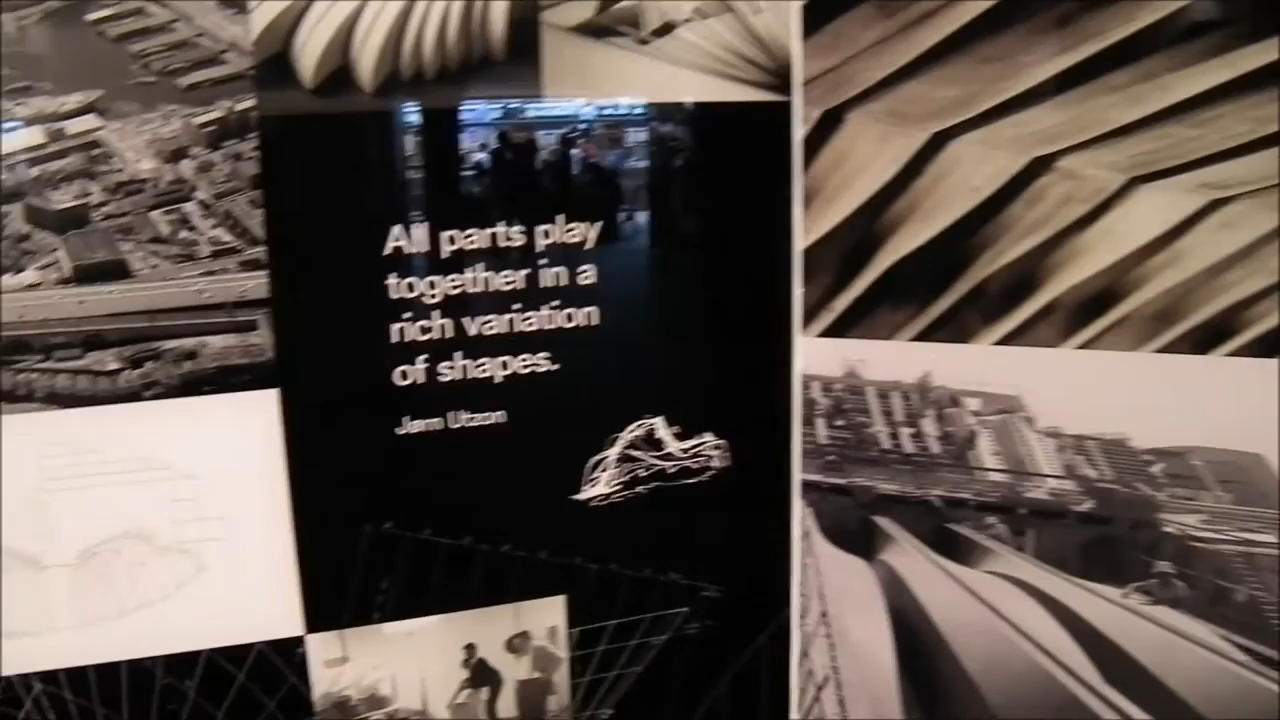 All parts play
together in a
rich variation
of shapes.
Jørn Utzon